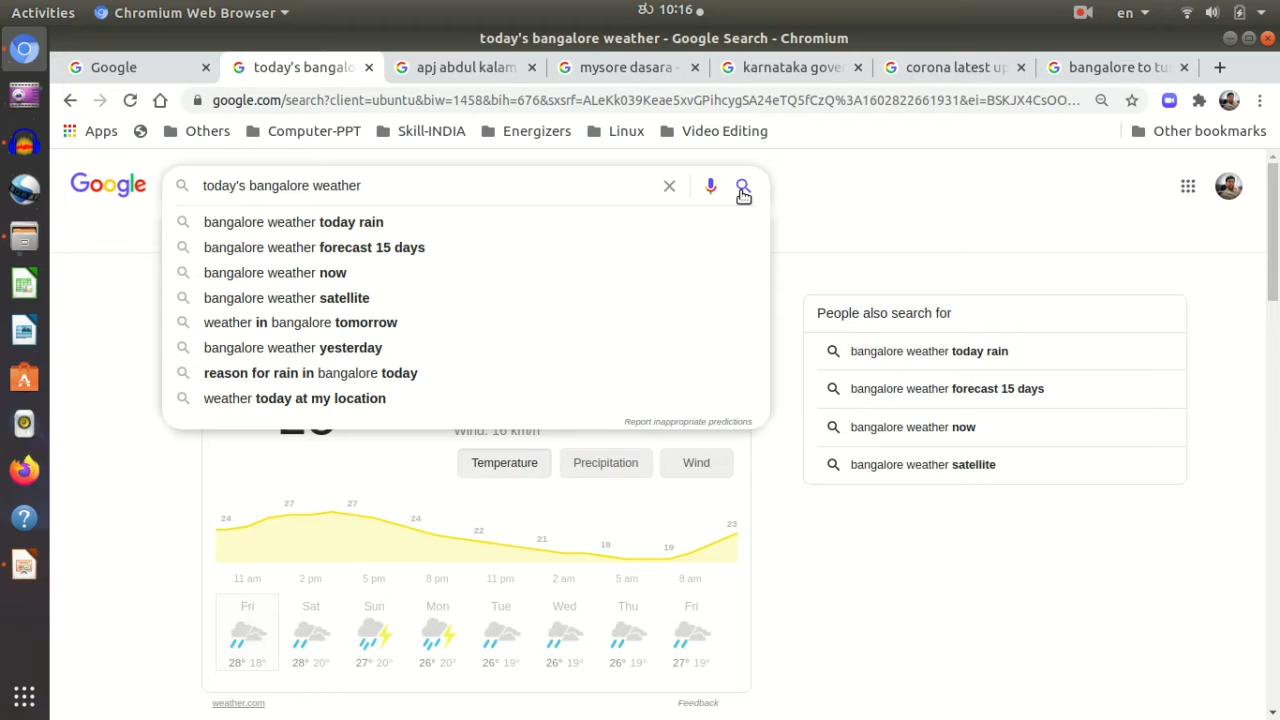 Activities
Chromium Web Browser
10:16
en
today's bangalore weather - Google Search - Chromium
Google
today's bangalo
apj abdul kalam
mysore dasara -
karnataka gove
corona latest up
bangalore to tu
google.com/search?client=ubuntu&biw=1458&bih=676&sxsrf=ALeKk039Keae5xvGPihcygSA24eTQ5fCzQ%3A1602822661931&ei=BSKJX4CsOO...
Apps
Others
Computer-PPT
Skill-INDIA
Energizers
Linux
Video Editing
Other bookmarks
Google
today's bangalore weather
bangalore weather today rain
bangalore weather forecast 15 days
bangalore weather now
bangalore weather satellite
weather in bangalore tomorrow
bangalore weather yesterday
reason for rain in bangalore today
weather today at my location
Report inappropriate predictions
People also search for
bangalore weather today rain
bangalore weather forecast 15 days
bangalore weather now
bangalore weather satellite
Wind: 16 km/h
Temperature
Precipitation
Wind
24 27 27 24 22 21 19 19 23
11 am 2 pm 5 pm 8 pm 11 pm 2 am 5 am 8 am
Fri Sat Sun Mon Tue Wed Thu Fri
28° 18° 28° 20° 27° 20° 26° 20° 26° 19° 26° 19° 26° 19° 27° 19°
weather.com
Feedback